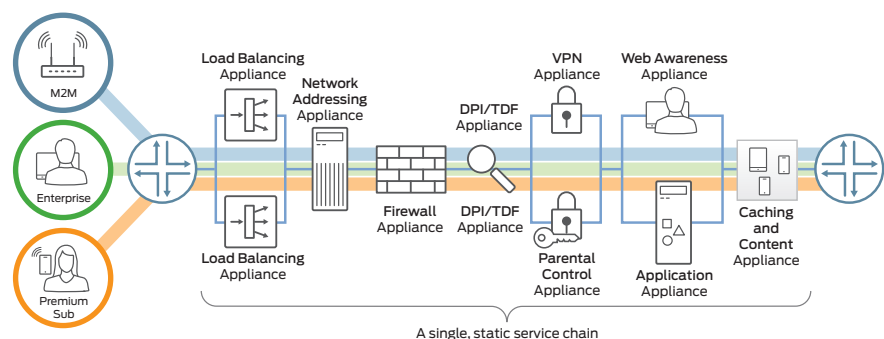 M2M
Enterprise
Premium
Sub
Load Balancing
Appliance
Load Balancing
Appliance
Network
Addressing
Appliance
Firewall
Appliance
DPI/TDF
Appliance
DPI/TDF
Appliance
VPN
Appliance
Parental
Control
Appliance
Web Awareness
Appliance
Application
Appliance
Caching
and
Content
Appliance
A single, static service chain